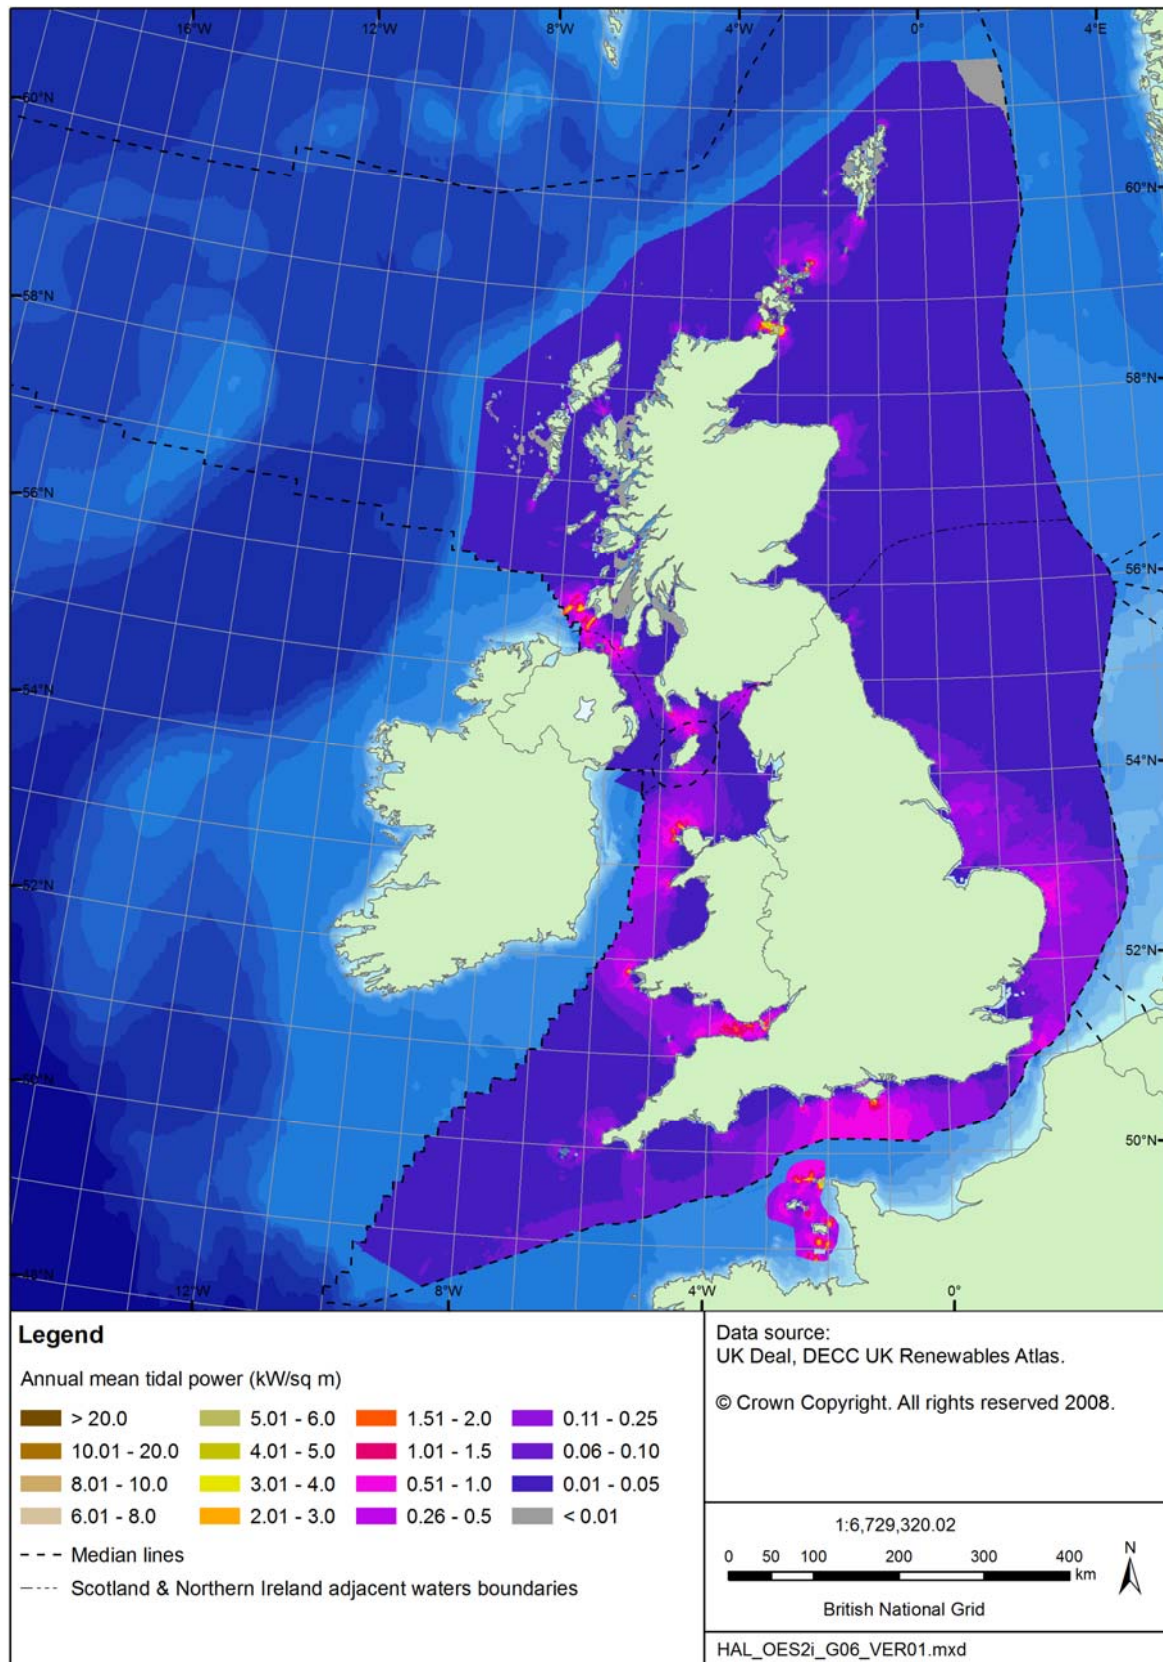 16°W 12°W 8°W 4°W 0° 4°E
60°N
60°N
58°N
58°N
56°N
56°N
54°N
54°N
52°N
52°N
50°N
50°N
48°N
12°W 8°W 4°W 0°
Legend
Annual mean tidal power (kW/sq m)
> 20.0 5.01 - 6.0 1.51 - 2.0 0.11 - 0.25
10.01 - 20.0 4.01 - 5.0 1.01 - 1.5 0.06 - 0.10
8.01 - 10.0 3.01 - 4.0 0.51 - 1.0 0.01 - 0.05
6.01 - 8.0 2.01 - 3.0 0.26 - 0.5 < 0.01
Median lines
Scotland & Northern Ireland adjacent waters boundaries
Data source:
UK Deal, DECC UK Renewables Atlas.
© Crown Copyright. All rights reserved 2008.
1:6,729,320.02
0 50 100 200 300 400
km
N
British National Grid
HAL_OES2i_G06_VER01.mxd